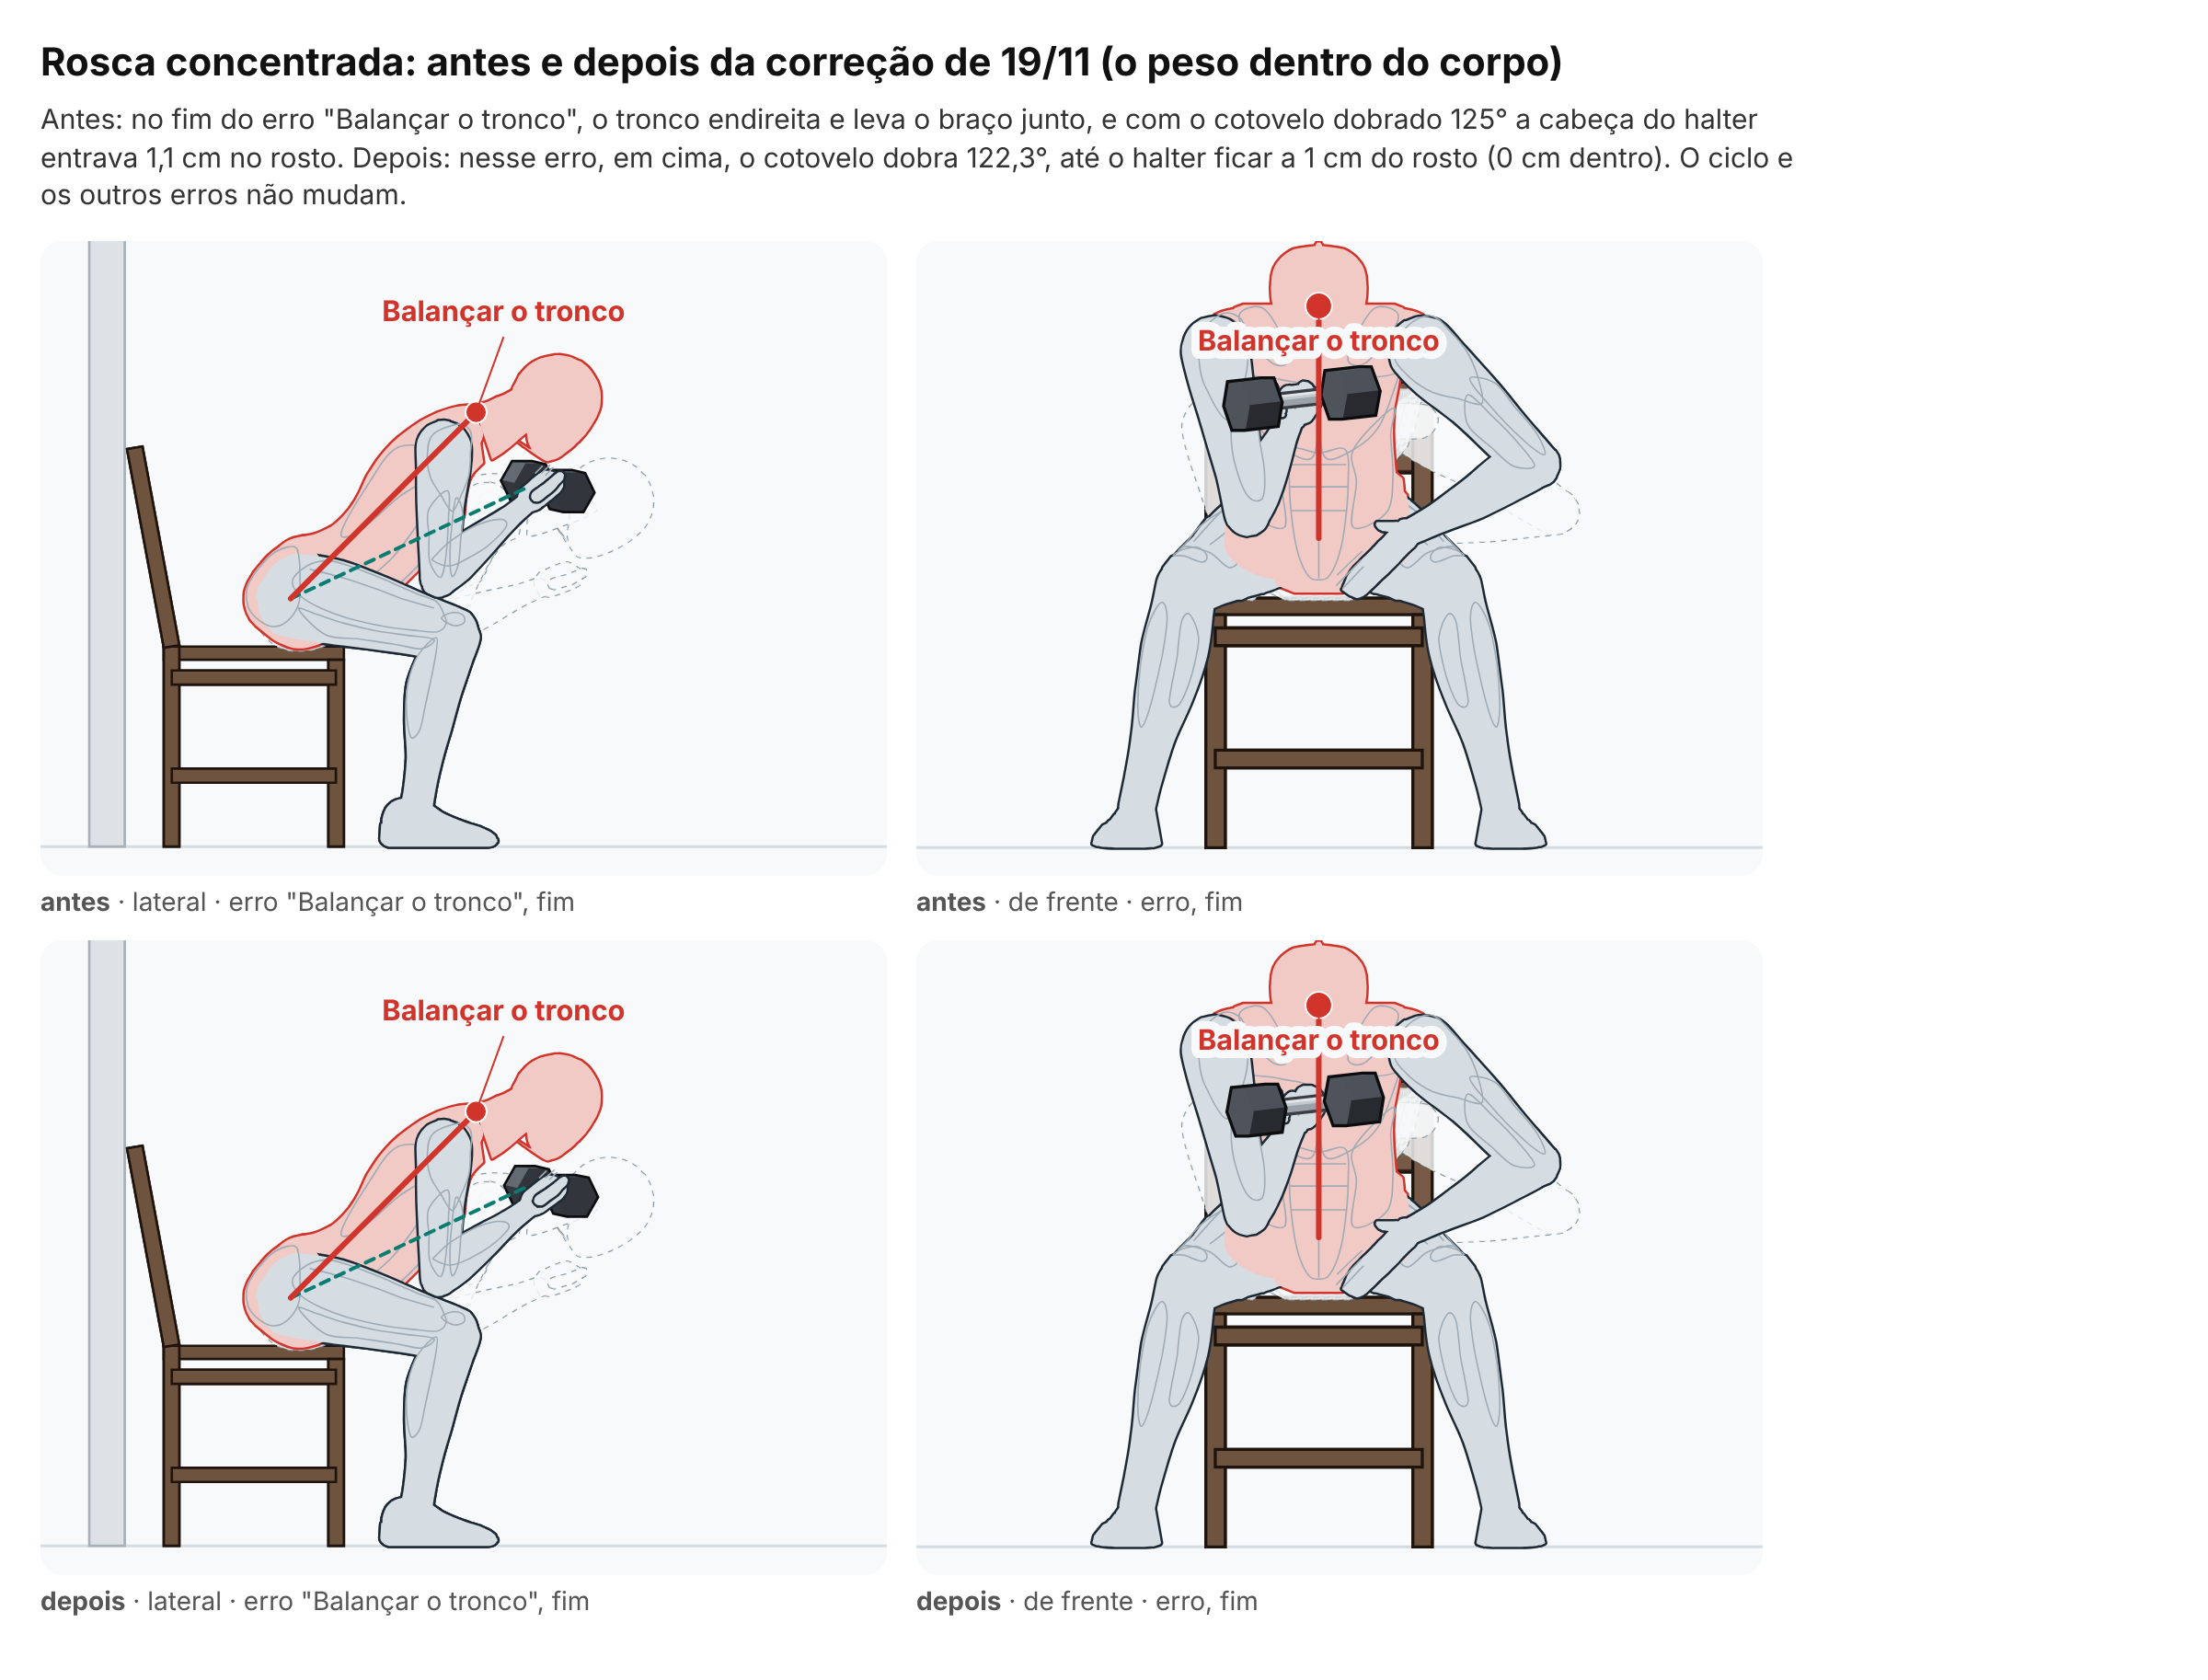 Rosca concentrada: antes e depois da correção de 19/11 (o peso dentro do corpo)
Antes: no fim do erro "Balançar o tronco", o tronco endireita e leva o braço junto, e com o cotovelo dobrado 125° a cabeça do halter
entrava 1,1 cm no rosto. Depois: nesse erro, em cima, o cotovelo dobra 122,3°, até o halter ficar a 1 cm do rosto (0 cm dentro). O ciclo e
os outros erros não mudam.
Balançar o tronco
Balançar o tronco
antes · lateral · erro "Balançar o tronco", fim
antes · de frente · erro, fim
Balançar o tronco
Balançar o tronco
depois · lateral · erro "Balançar o tronco", fim
depois · de frente · erro, fim